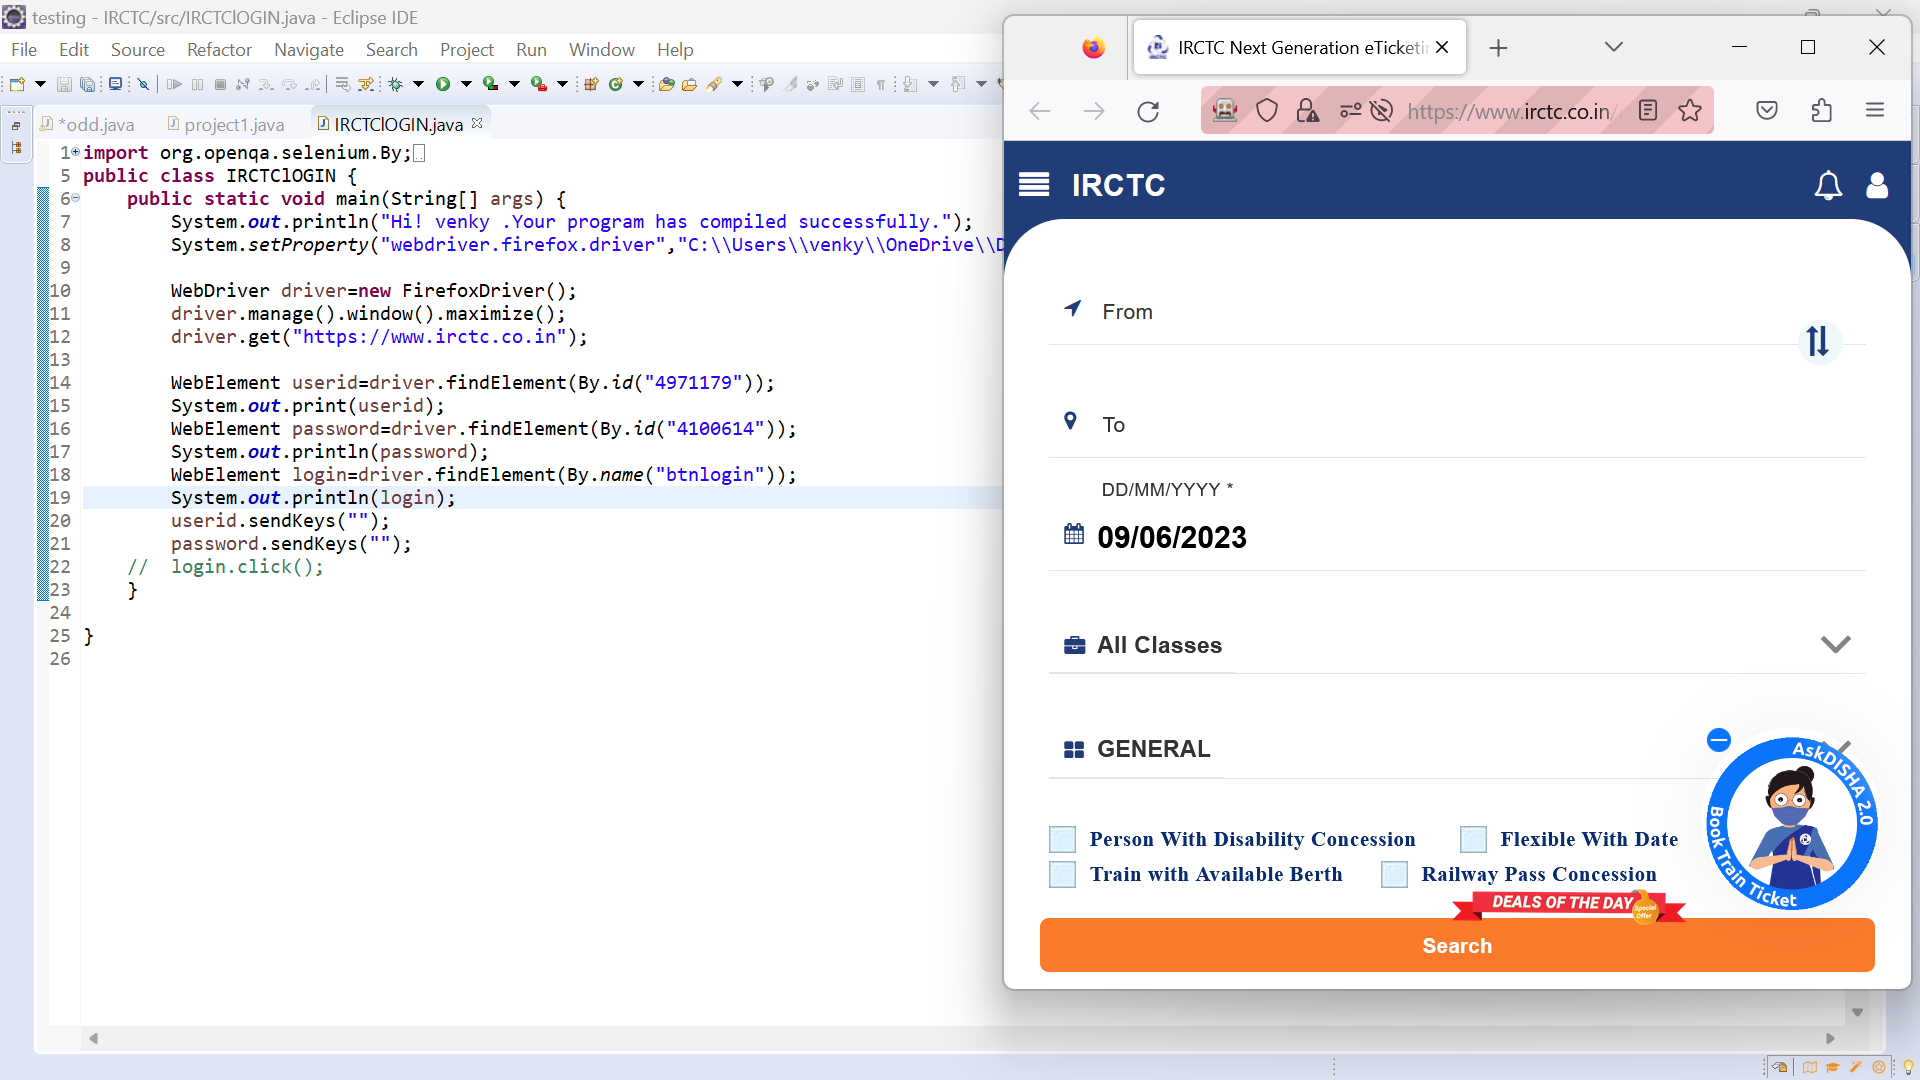 testing - IRCTC/src/IRCTClOGIN.java - Eclipse IDE
File Edit Source Refactor Navigate Search Project Run Window Help
*odd.java project1.java IRCTClOGIN.java
1 import org.openqa.selenium.By;
5 public class IRCTClOGIN {
6 public static void main(String[] args) {
7 System.out.println("Hi! venky .Your program has compiled successfully.");
8 System.setProperty("webdriver.firefox.driver","C:\\Users\\venky\\OneDrive\\D
9
10 WebDriver driver=new FirefoxDriver();
11 driver.manage().window().maximize();
12 driver.get("https://www.irctc.co.in");
13
14 WebElement userid=driver.findElement(By.id("4971179"));
15 System.out.print(userid);
16 WebElement password=driver.findElement(By.id("4100614"));
17 System.out.println(password);
18 WebElement login=driver.findElement(By.name("btnlogin"));
19 System.out.println(login);
20 userid.sendKeys("");
21 password.sendKeys("");
22 // login.click();
23 }
24
25 }
26
IRCTC Next Generation eTicketi
https://www.irctc.co.in/
IRCTC
From
To
DD/MM/YYYY *
09/06/2023
All Classes
GENERAL
Person With Disability Concession Flexible With Date
Train with Available Berth Railway Pass Concession
AskDISHA 2.0
Book Train Ticket
DEALS OF THE DAY
Special Offer
Search